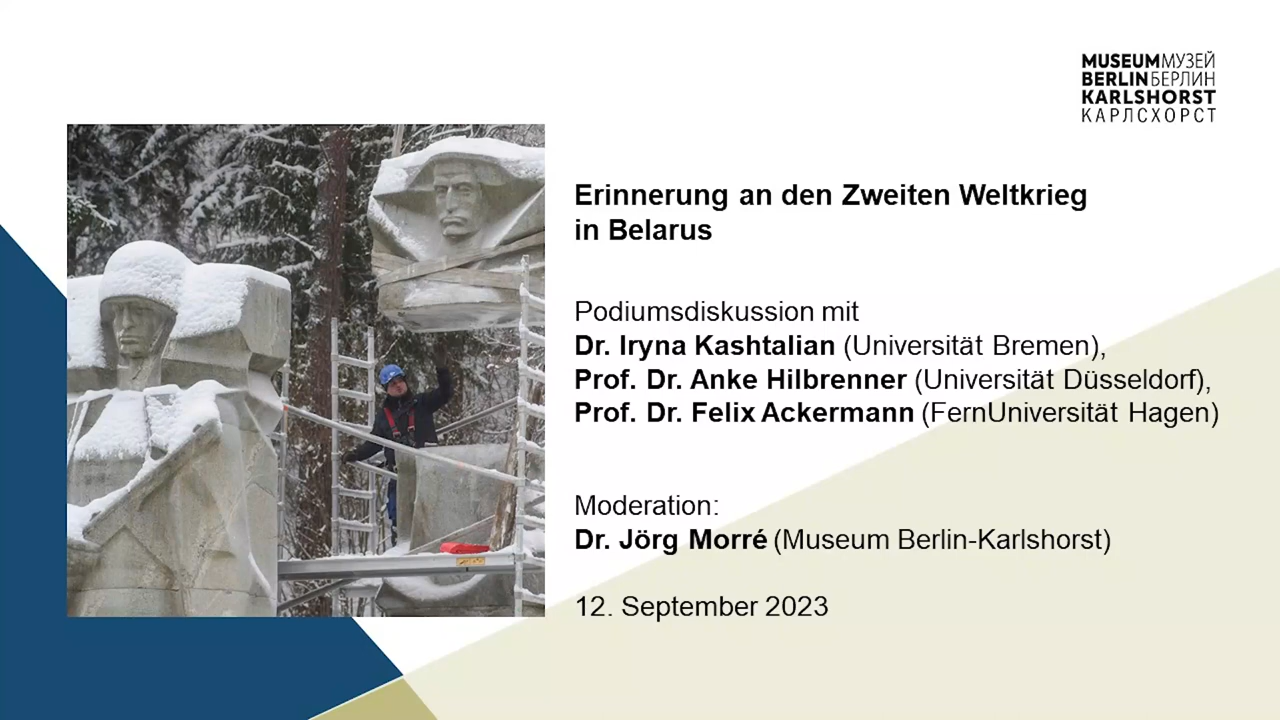 MUSEUMМУЗЕЙ
BERLINБЕРЛИН
KARLSHORST
КАРЛСХОРСТ
Erinnerung an den Zweiten Weltkrieg
in Belarus
Podiumsdiskussion mit
Dr. Iryna Kashtalian (Universität Bremen),
Prof. Dr. Anke Hilbrenner (Universität Düsseldorf),
Prof. Dr. Felix Ackermann (FernUniversität Hagen)
Moderation:
Dr. Jörg Morré (Museum Berlin-Karlshorst)
12. September 2023